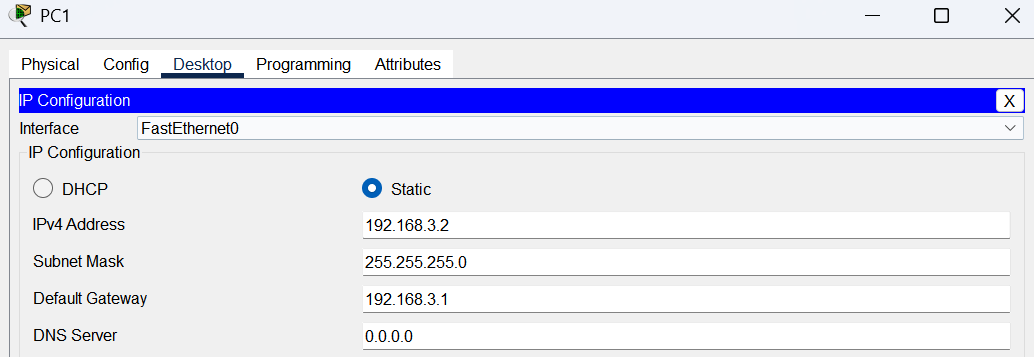 PC1
Physical Config Desktop Programming Attributes
IP Configuration X
Interface FastEthernet0
IP Configuration
DHCP Static
IPv4 Address 192.168.3.2
Subnet Mask 255.255.255.0
Default Gateway 192.168.3.1
DNS Server 0.0.0.0